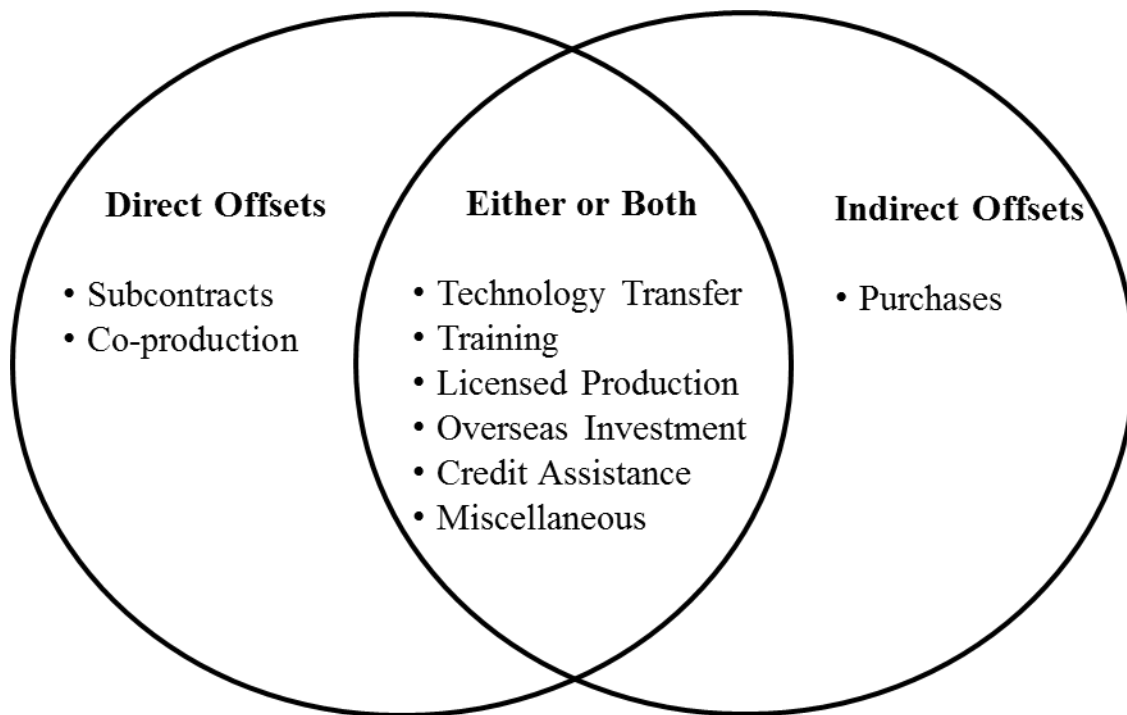 Direct Offsets
• Subcontracts
• Co-production
Either or Both
• Technology Transfer
• Training
• Licensed Production
• Overseas Investment
• Credit Assistance
• Miscellaneous
Indirect Offsets
• Purchases